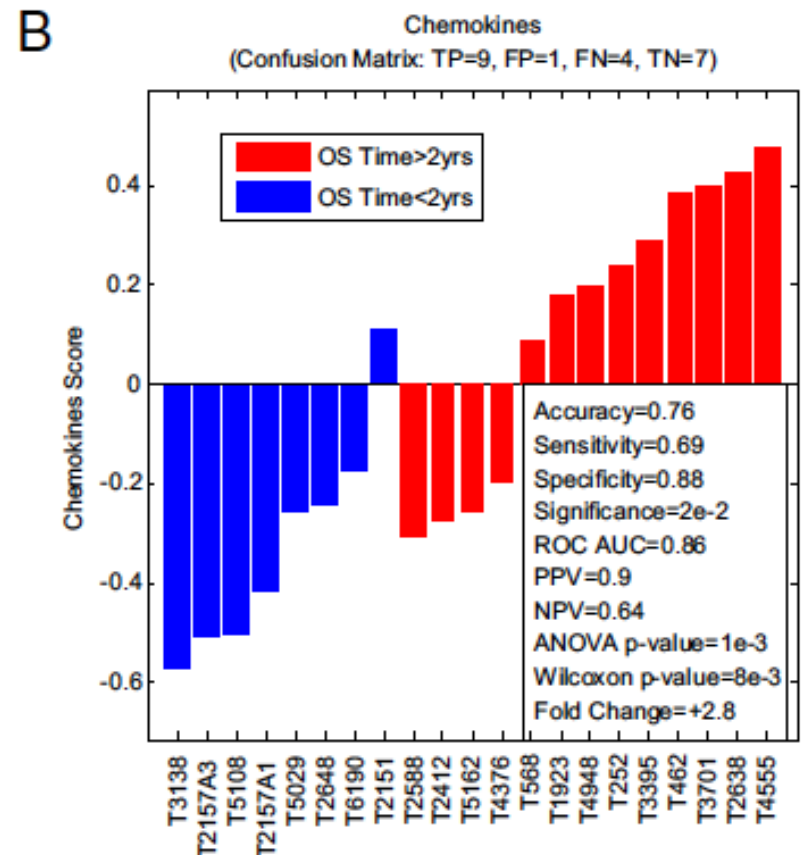 B
Chemokines
(Confusion Matrix: TP=9, FP=1, FN=4, TN=7)
OS Time>2yrs
OS Time<2yrs
Chemokines Score
0.4
0.2
0
-0.2
-0.4
-0.6
Accuracy=0.76
Sensitivity=0.69
Specificity=0.88
Significance=2e-2
ROC AUC=0.86
PPV=0.9
NPV=0.64
ANOVA p-value=1e-3
Wilcoxon p-value=8e-3
Fold Change=+2.8
T3138
T2157A3
T5108
T2157A1
T5029
T2648
T6190
T2151
T2588
T2412
T5162
T4376
T568
T1923
T4948
T252
T3395
T462
T3701
T2638
T4555